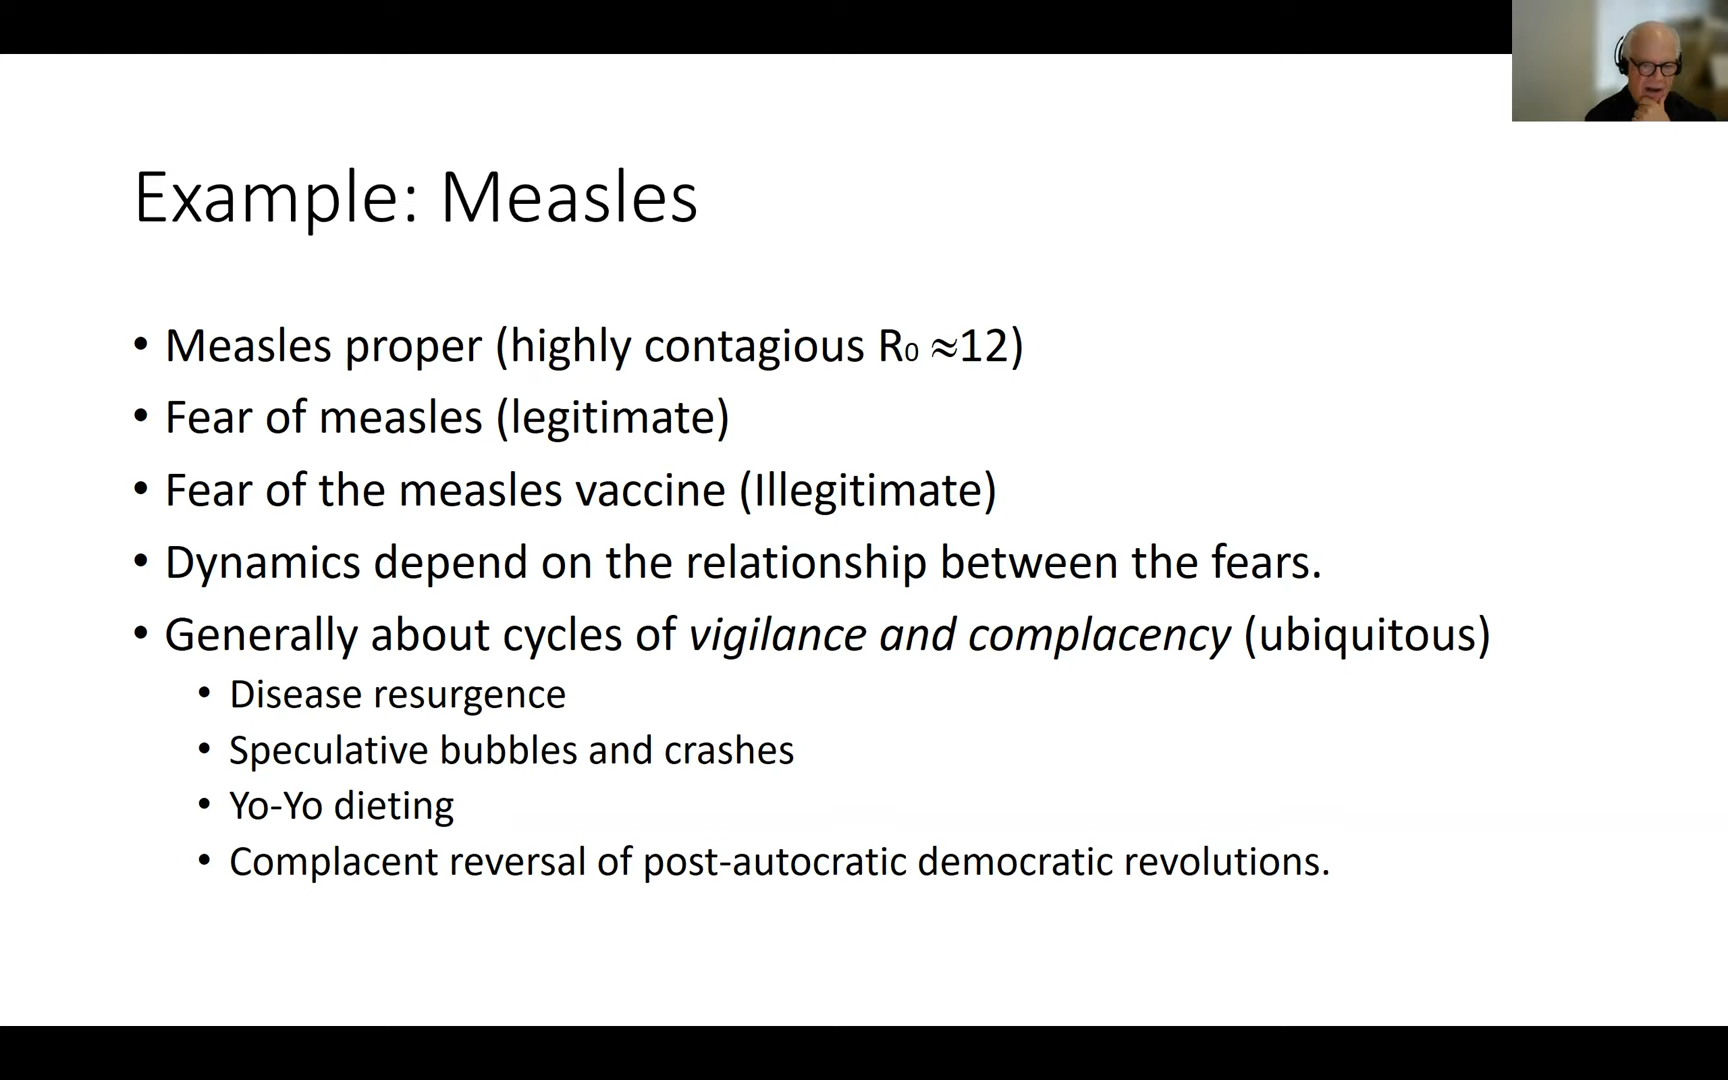 Example: Measles
• Measles proper (highly contagious R₀ ≈12)
• Fear of measles (legitimate)
• Fear of the measles vaccine (Illegitimate)
• Dynamics depend on the relationship between the fears.
• Generally about cycles of vigilance and complacency (ubiquitous)
• Disease resurgence
• Speculative bubbles and crashes
• Yo-Yo dieting
• Complacent reversal of post-autocratic democratic revolutions.